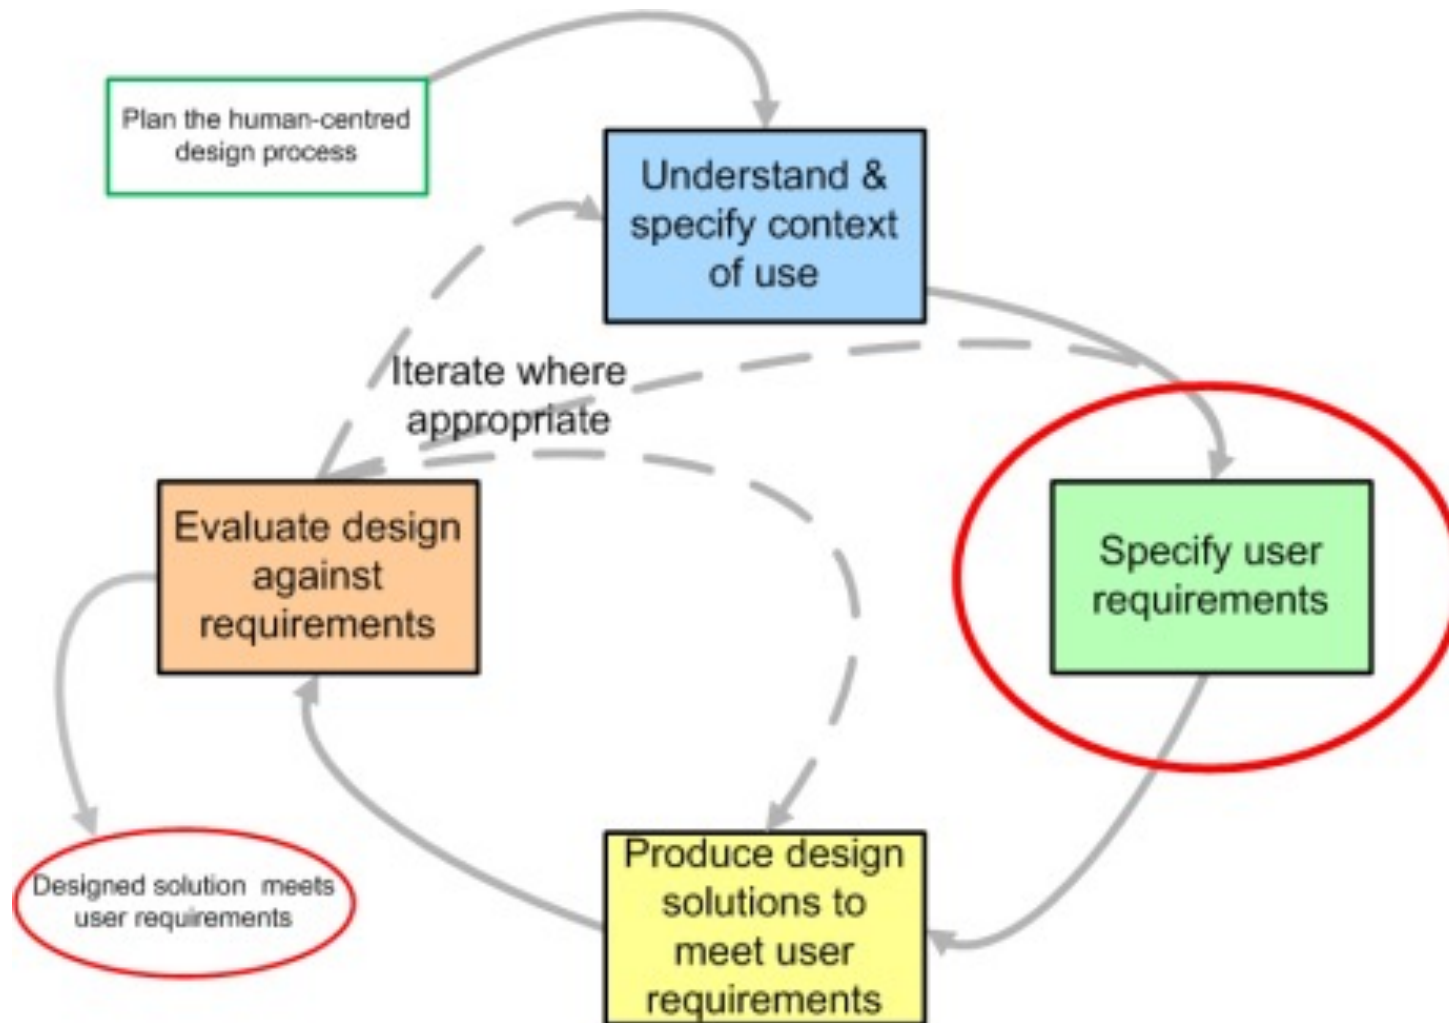 Plan the human-centred
design process
Understand &
specify context
of use
Iterate where
appropriate
Evaluate design
against
requirements
Specify user
requirements
Designed solution meets
user requirements
Produce design
solutions to
meet user
requirements